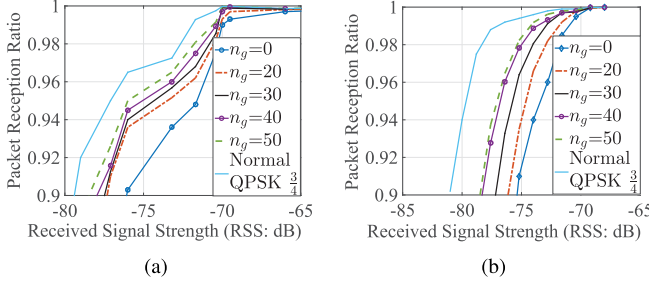 (a)
Packet Reception Ratio
1
0.98
0.96
0.94
0.92
0.9
-80
-75
-70
-65
Received Signal Strength (RSS: dB)
n_g=0
n_g=20
n_g=30
n_g=40
n_g=50
Normal
QPSK 3/4
(b)
Packet Reception Ratio
1
0.98
0.96
0.94
0.92
0.9
-85
-80
-75
-70
-65
Received Signal Strength (RSS: dB)
n_g=0
n_g=20
n_g=30
n_g=40
n_g=50
Normal
QPSK 3/4